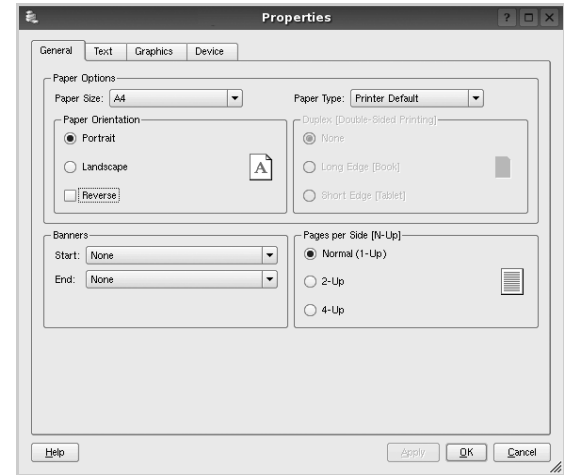 Properties
General Text Graphics Device
Paper Options
Paper Size: A4 Paper Type: Printer Default
Paper Orientation
Portrait
Landscape
Reverse
A
Duplex [Double-Sided Printing]
None
Long Edge [Book]
Short Edge [Tablet]
Banners
Start: None
End: None
Pages per Side [N-Up]
Normal (1-Up)
2-Up
4-Up
Help Apply OK Cancel